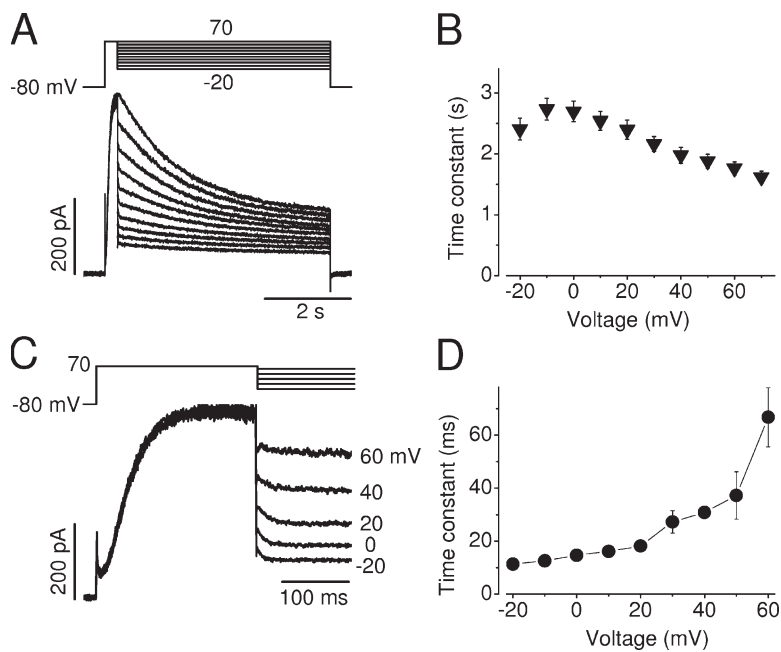 A
70
-20
-80 mV
200 pA
2 s
B
Time constant (s)
3
2
1
0
-20 0 20 40 60
Voltage (mV)
C
70
-80 mV
60 mV
40
20
0
-20
200 pA
100 ms
D
Time constant (ms)
60
40
20
0
-20 0 20 40 60
Voltage (mV)